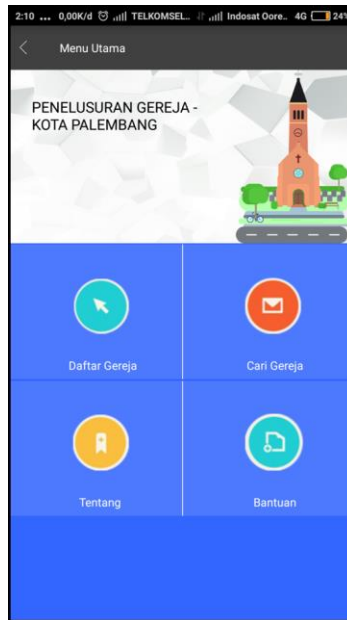 2:10 ... 0,00K/d TELKOMSEL... Indosat Oore.. 4G 24%
Menu Utama
PENELUSURAN GEREJA -
KOTA PALEMBANG
Daftar Gereja
Cari Gereja
Tentang
Bantuan